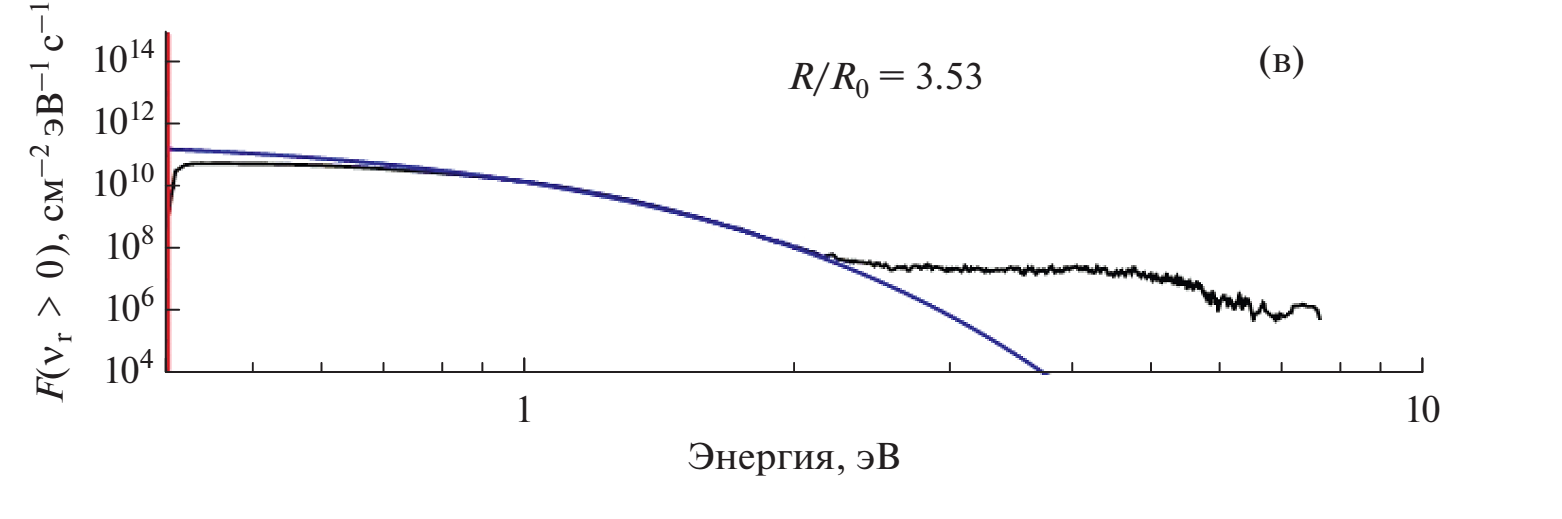 F(ν_r > 0), см⁻² эВ⁻¹ с⁻¹
10¹⁴
10¹²
10¹⁰
10⁸
10⁶
10⁴
R/R₀ = 3.53
(в)
1
10
Энергия, эВ